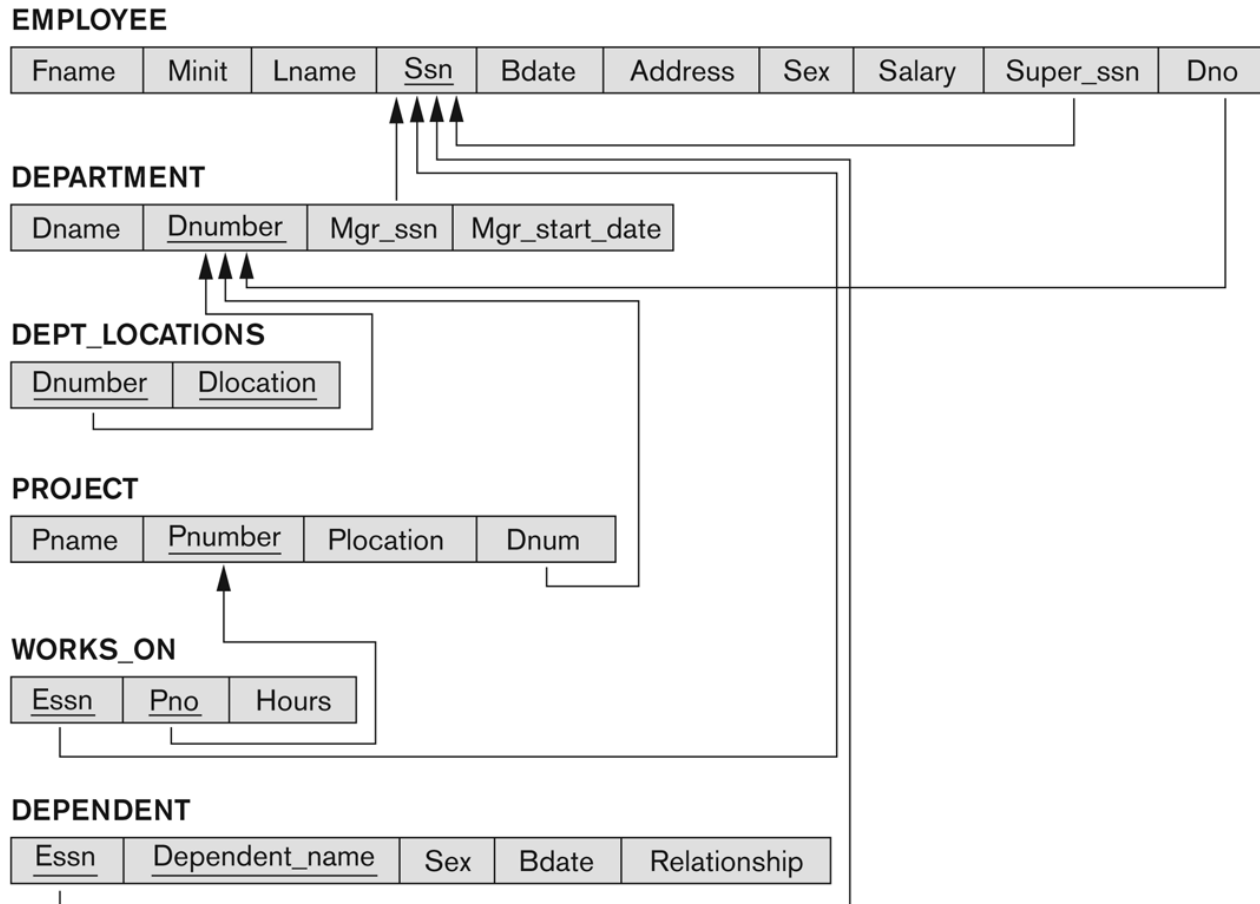 EMPLOYEE
Fname Minit Lname Ssn Bdate Address Sex Salary Super_ssn Dno
DEPARTMENT
Dname Dnumber Mgr_ssn Mgr_start_date
DEPT_LOCATIONS
Dnumber Dlocation
PROJECT
Pname Pnumber Plocation Dnum
WORKS_ON
Essn Pno Hours
DEPENDENT
Essn Dependent_name Sex Bdate Relationship